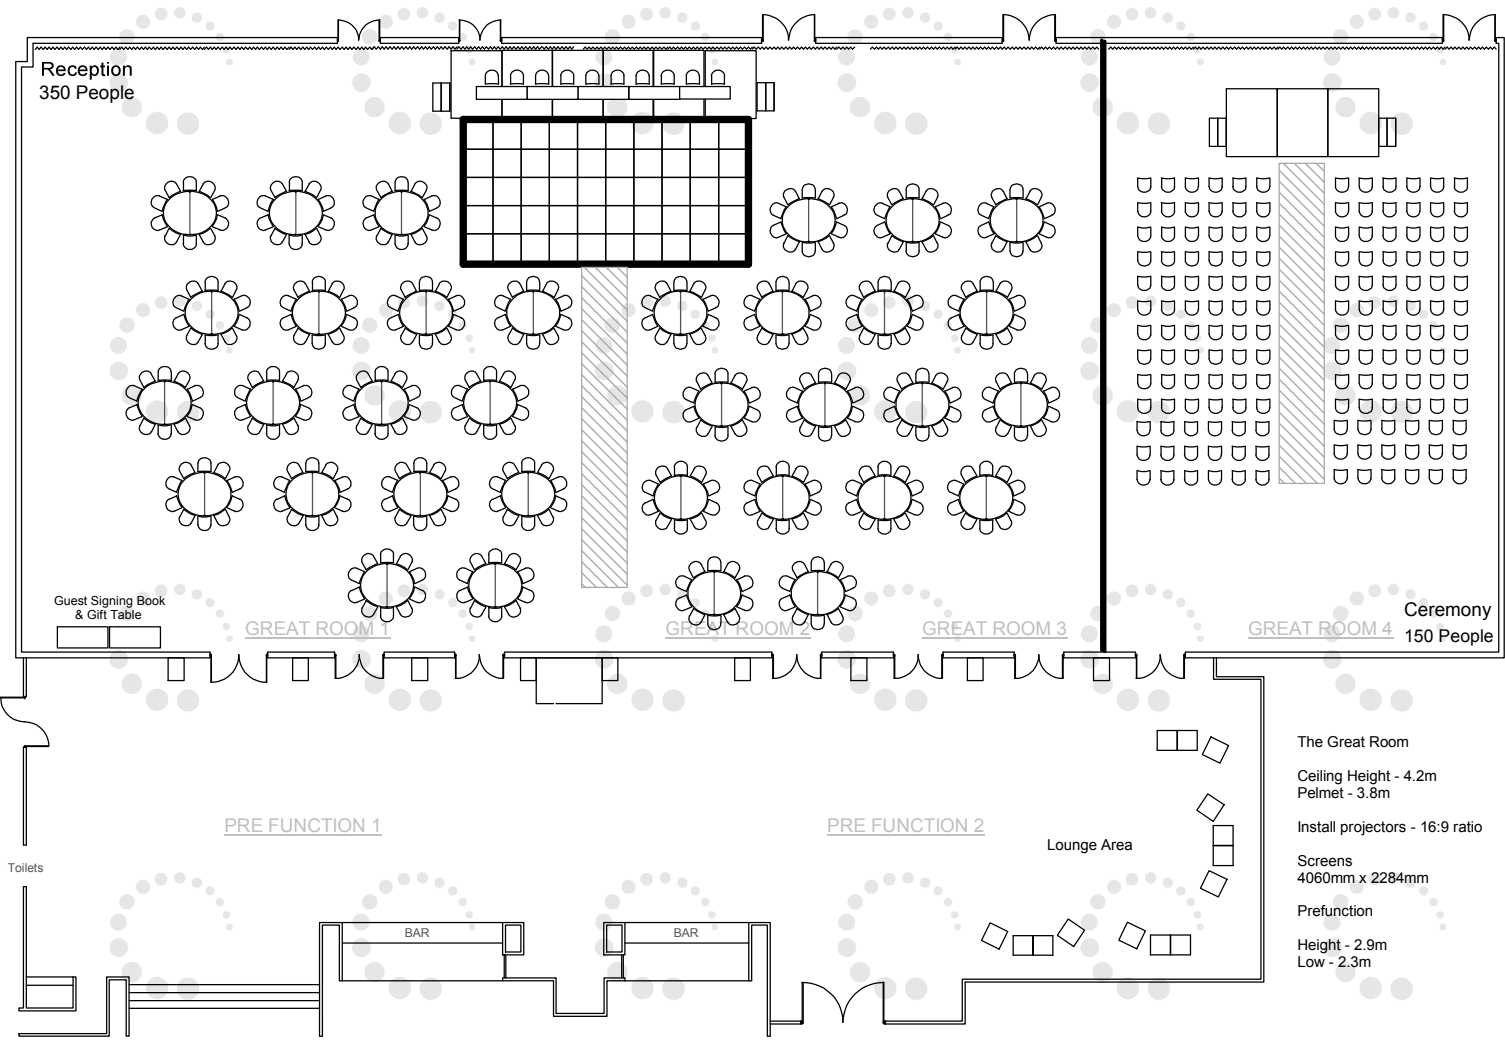 Reception
350 People
Guest Signing Book
& Gift Table
GREAT ROOM 1
GREAT ROOM 2
GREAT ROOM 3
GREAT ROOM 4
Ceremony
150 People
The Great Room
Ceiling Height - 4.2m
Pelmet - 3.8m
Install projectors - 16:9 ratio
Screens
4060mm x 2284mm
Prefunction
Height - 2.9m
Low - 2.3m
PRE FUNCTION 1
PRE FUNCTION 2
Lounge Area
Toilets
BAR
BAR